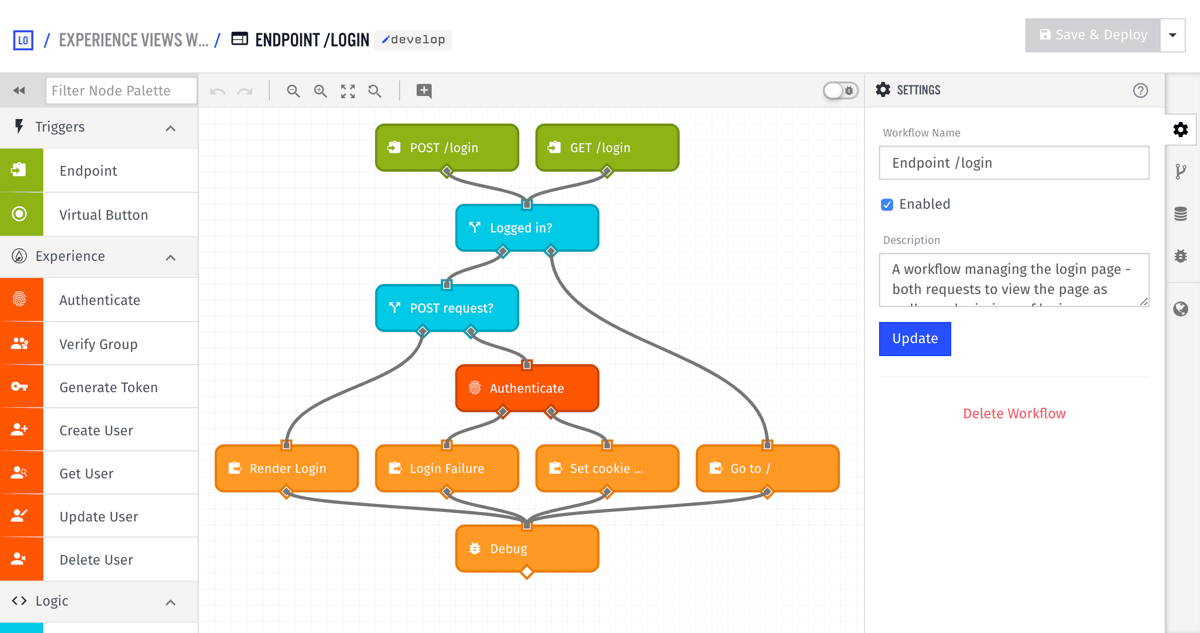 LO / EXPERIENCE VIEWS W... / ENDPOINT /LOGIN develop
Save & Deploy
Filter Node Palette
Triggers
Endpoint
Virtual Button
Experience
Authenticate
Verify Group
Generate Token
Create User
Get User
Update User
Delete User
Logic
POST /login
GET /login
Logged in?
POST request?
Authenticate
Render Login
Login Failure
Set cookie ...
Go to /
Debug
SETTINGS
Workflow Name
Endpoint /login
Enabled
Description
A workflow managing the login page -
both requests to view the page as
Update
Delete Workflow